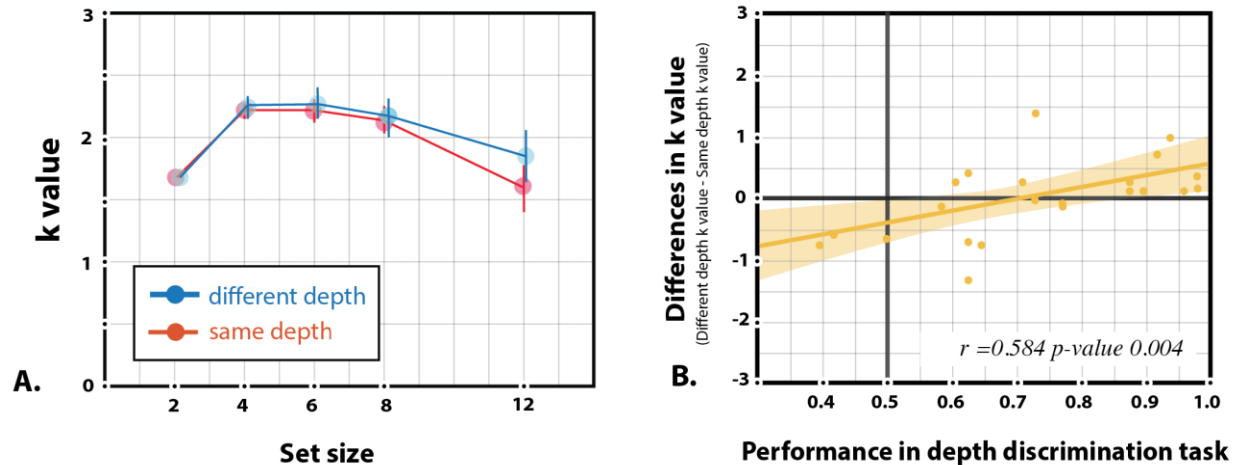 3
2
1
0
k value
different depth
same depth
A.
2 4 6 8 12
Set size
3
2
1
0
-1
-2
-3
Differences in k value
(Different depth k value - Same depth k value)
r =0.584 p-value 0.004
B.
0.4 0.5 0.6 0.7 0.8 0.9 1.0
Performance in depth discrimination task